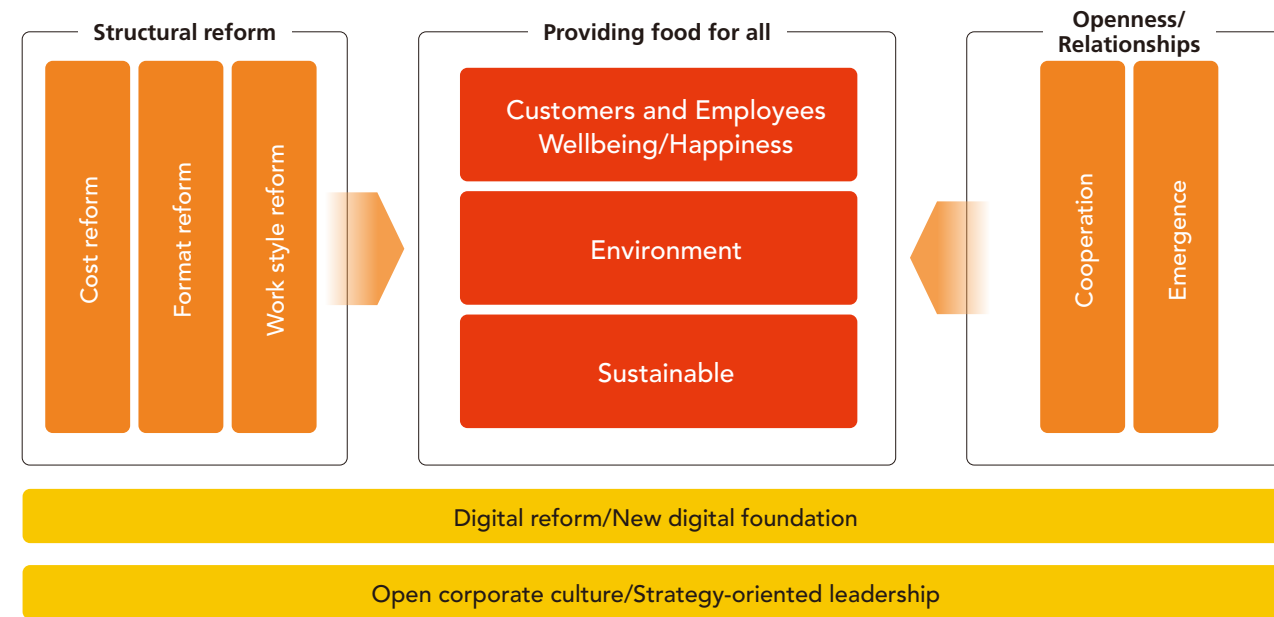 Structural reform
Cost reform
Format reform
Work style reform
Providing food for all
Customers and Employees
Wellbeing/Happiness
Environment
Sustainable
Openness/
Relationships
Cooperation
Emergence
Digital reform/New digital foundation
Open corporate culture/Strategy-oriented leadership